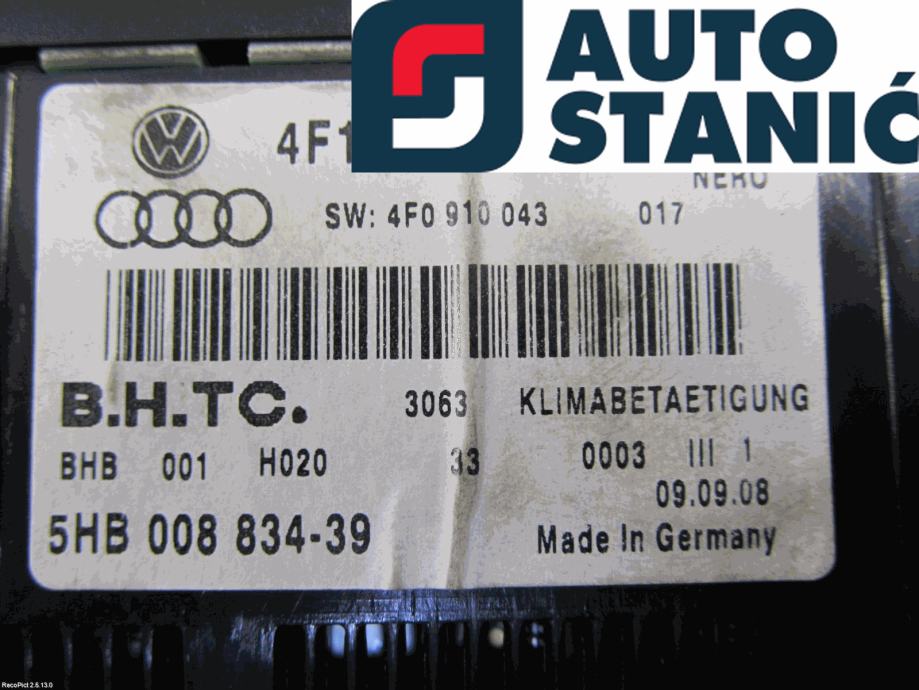 AUTO
STANIĆ
4F1
SW: 4F0 910 043 017
B.H.TC. 3063 KLIMABETAETIGUNG
BHB 001 H020 33 0003 III 1
09.09.08
5HB 008 834-39 Made In Germany
RecoPict 2.5.13.0